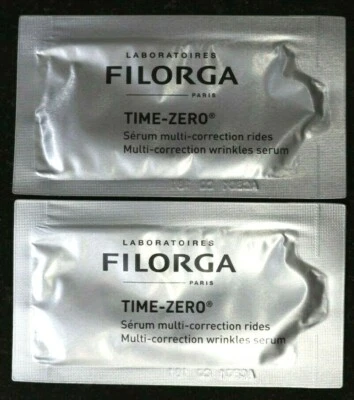 LABORATOIRES
FILORGA
PARIS
TIME-ZERO®
Sérum multi-correction rides
Multi-correction wrinkles serum
LABORATOIRES
FILORGA
PARIS
TIME-ZERO®
Sérum multi-correction rides
Multi-correction wrinkles serum